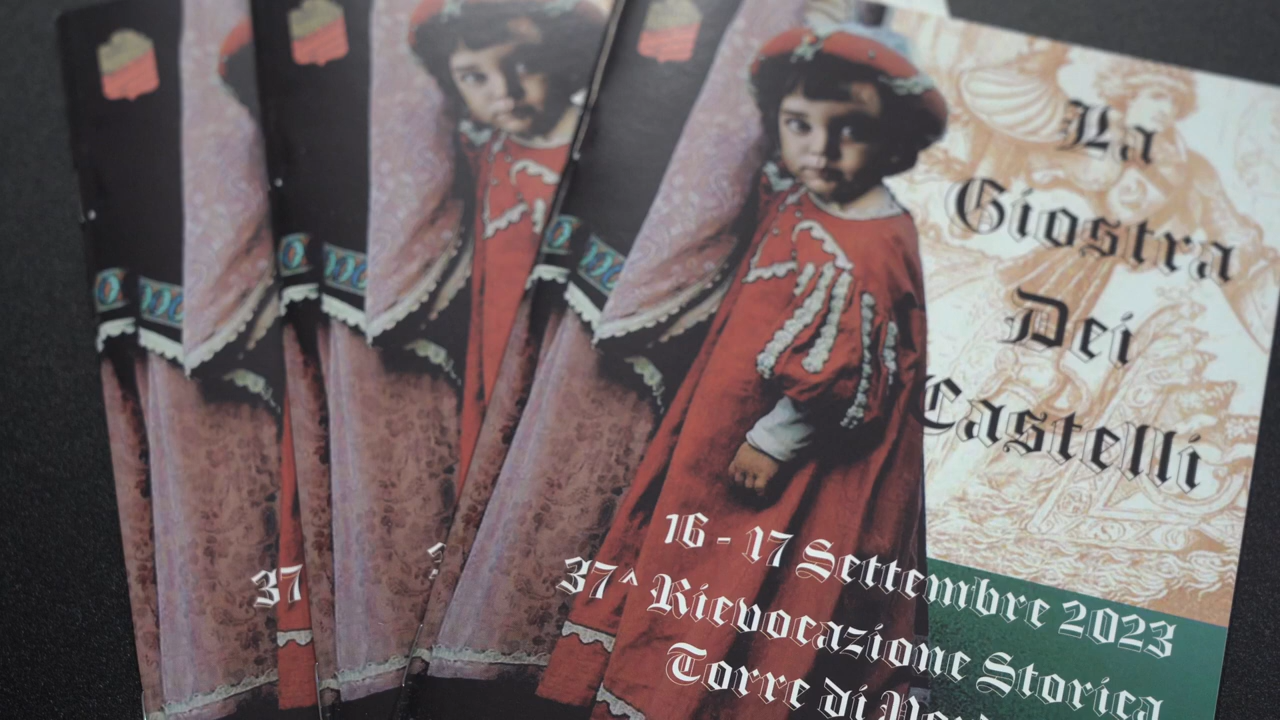 La
Giostra
Dei
Castelli
16 - 17 Settembre 2023
37^ Rievocazione Storica
Torre di
37